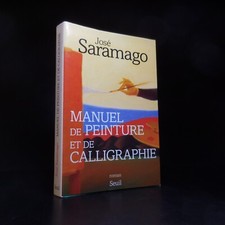 José
Saramago
MANUEL
DE PEINTURE
ET DE
CALLIGRAPHIE
roman
Seuil